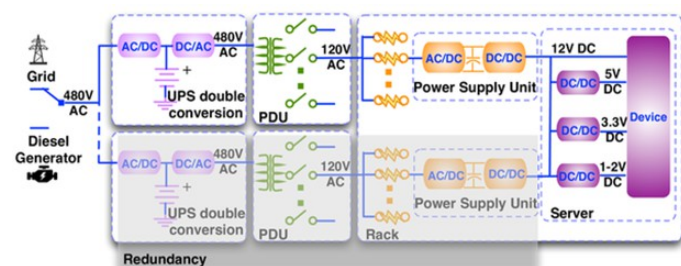 Grid
480V
AC
Diesel
Generator
AC/DC
DC/AC
480V
AC
+
UPS double
conversion
PDU
120V
AC
AC/DC
DC/DC
Power Supply Unit
12V DC
DC/DC
5V
DC
DC/DC
3.3V
DC
DC/DC
1-2V
DC
Device
Server
AC/DC
DC/AC
480V
AC
+
UPS double
conversion
PDU
120V
AC
AC/DC
DC/DC
Power Supply Unit
Rack
Redundancy